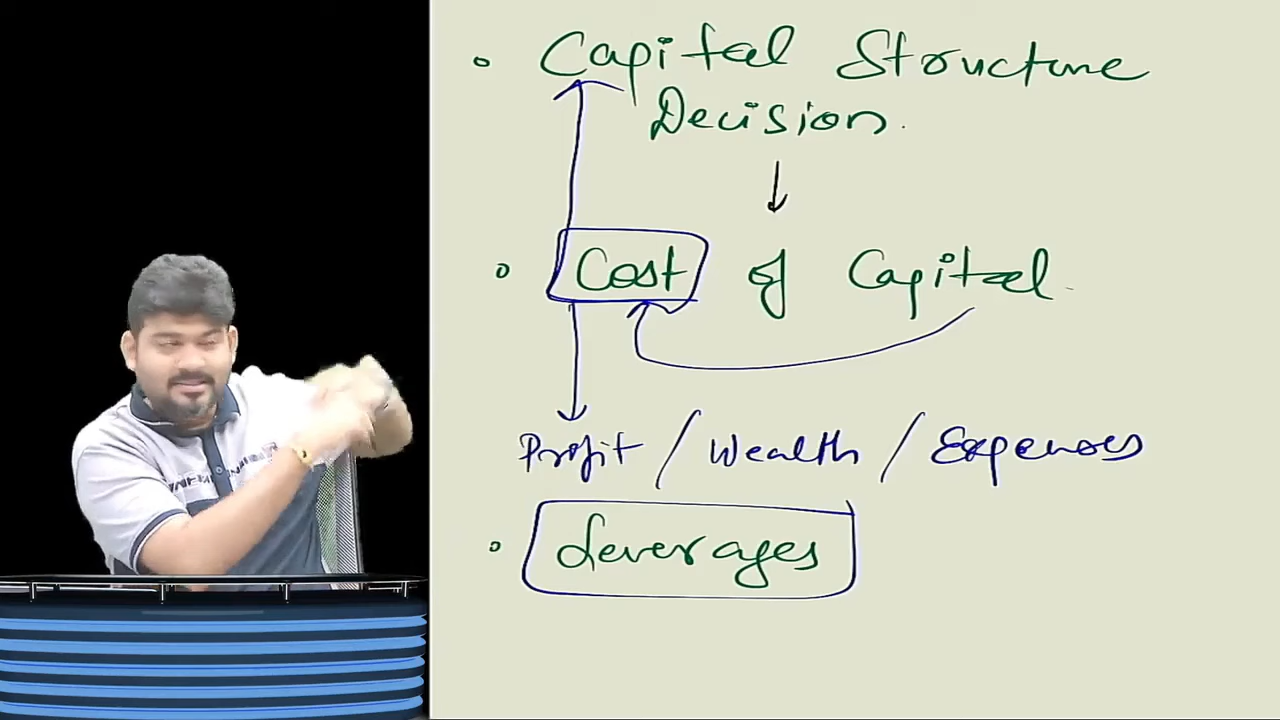 • Capital Structure
Decision.
• Cost of Capital
Profit / Wealth / Expenses
• Leverages